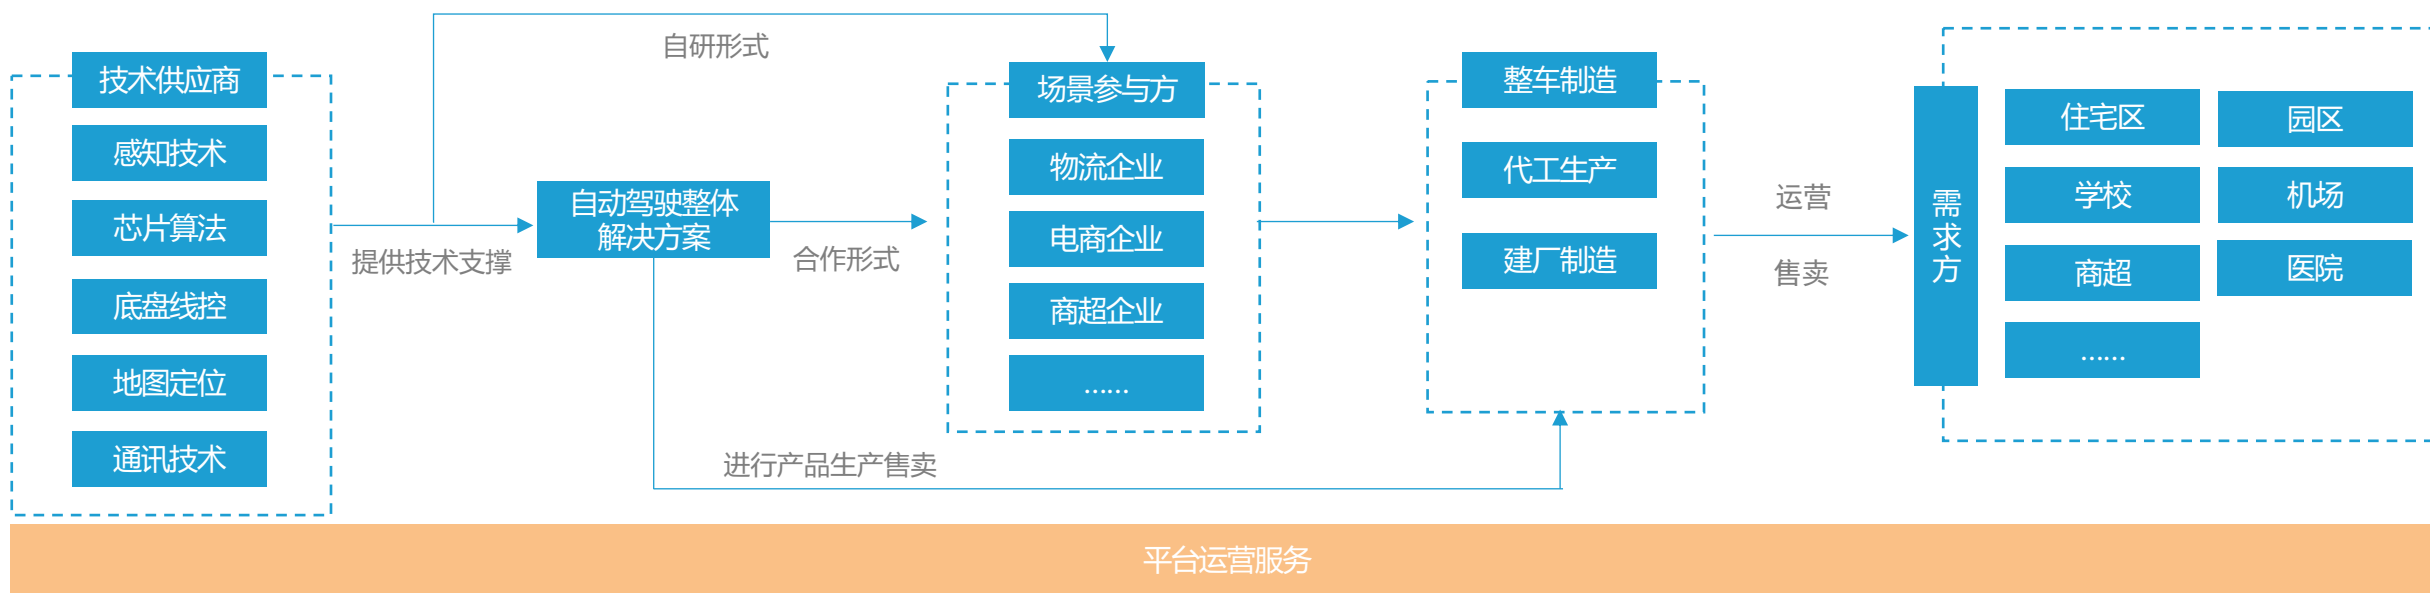 技术供应商
感知技术
芯片算法
底盘线控
地图定位
通讯技术
自研形式
提供技术支撑
自动驾驶整体
解决方案
合作形式
进行产品生产售卖
场景参与方
物流企业
电商企业
商超企业
……
整车制造
代工生产
建厂制造
运营
售卖
需求方
住宅区
园区
学校
机场
商超
医院
……
平台运营服务